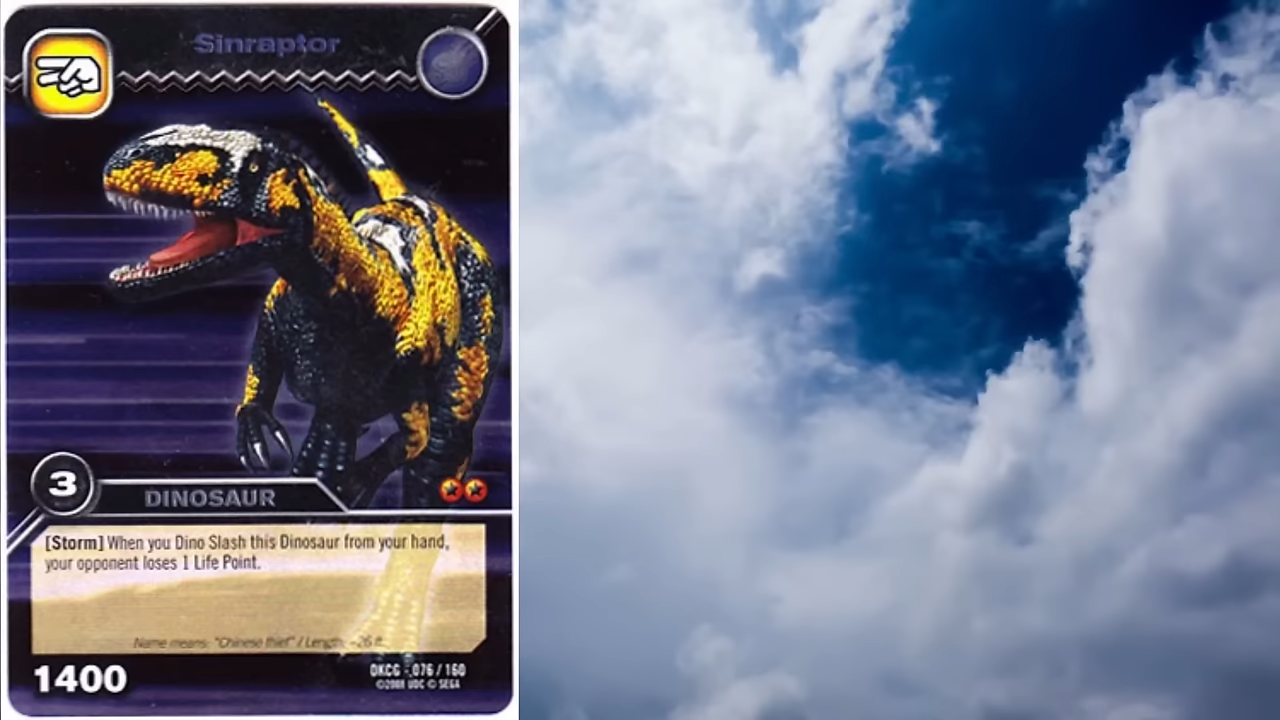 Sinraptor
3
DINOSAUR
[Storm] When you Dino Slash this Dinosaur from your hand,
your opponent loses 1 Life Point.
Name means: "Chinese thief" / Length: ~26 ft.
1400
DKCG - 076 / 160
©2008 UDC © SEGA